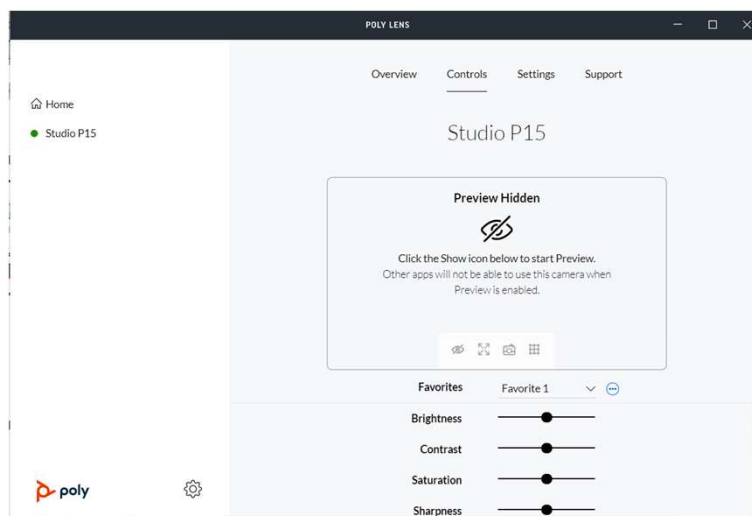 POLY LENS
Overview Controls Settings Support
Home
Studio P15
Studio P15
Preview Hidden
Click the Show icon below to start Preview.
Other apps will not be able to use this camera when
Preview is enabled.
Favorites Favorite 1
Brightness
Contrast
Saturation
Sharpness
poly